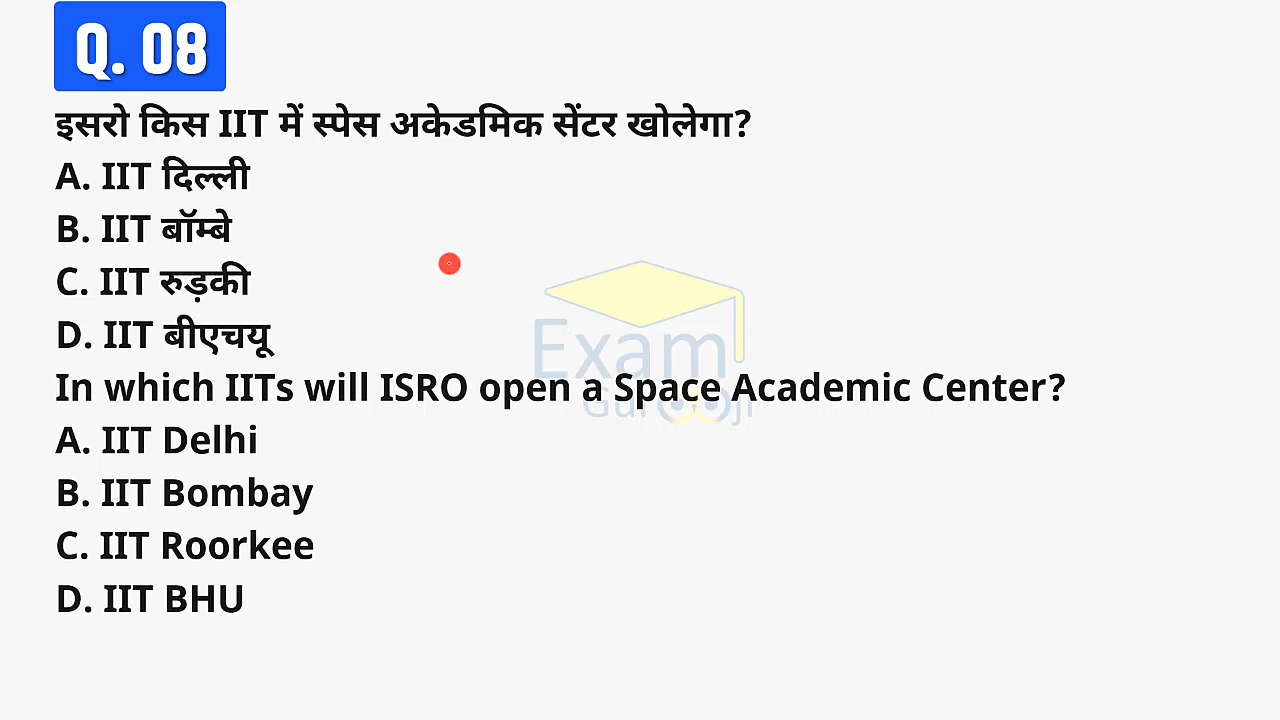 Q. 08
इसरो किस IIT में स्पेस अकेडमिक सेंटर खोलेगा?
A. IIT दिल्ली
B. IIT बॉम्बे
C. IIT रुड़की
D. IIT बीएचयू
In which IITs will ISRO open a Space Academic Center?
A. IIT Delhi
B. IIT Bombay
C. IIT Roorkee
D. IIT BHU
Exam